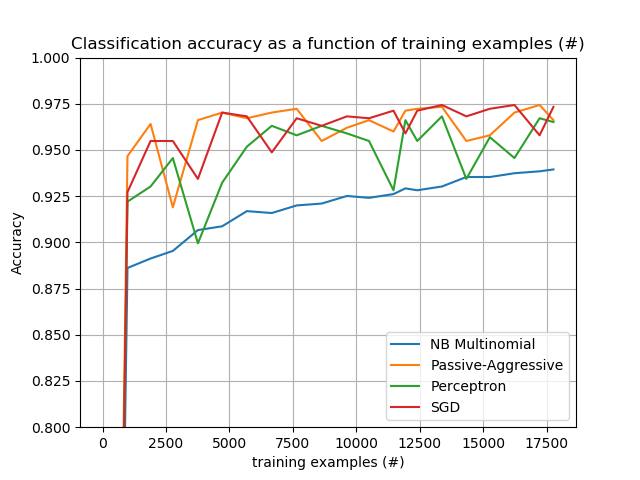 Classification accuracy as a function of training examples (#)
1.000
0.975
0.950
0.925
0.900
0.875
0.850
0.825
0.800
Accuracy
NB Multinomial
Passive-Aggressive
Perceptron
SGD
0 2500 5000 7500 10000 12500 15000 17500
training examples (#)